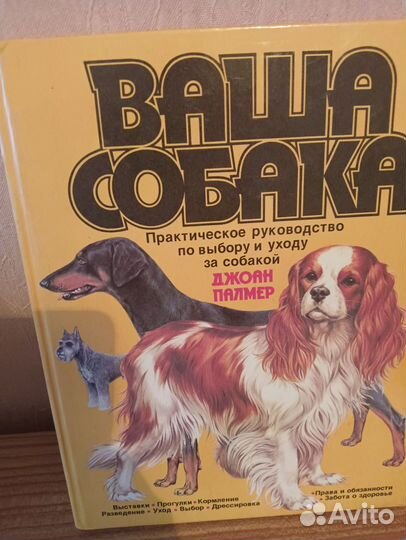 ВАША
СОБАКА
Практическое руководство
по выбору и уходу
за собакой
ДЖОАН
ПАЛМЕР
Выставки • Прогулки • Кормление
Разведение • Уход • Выбор • Дрессировка
• Права и обязанности
• Забота о здоровье
Avito